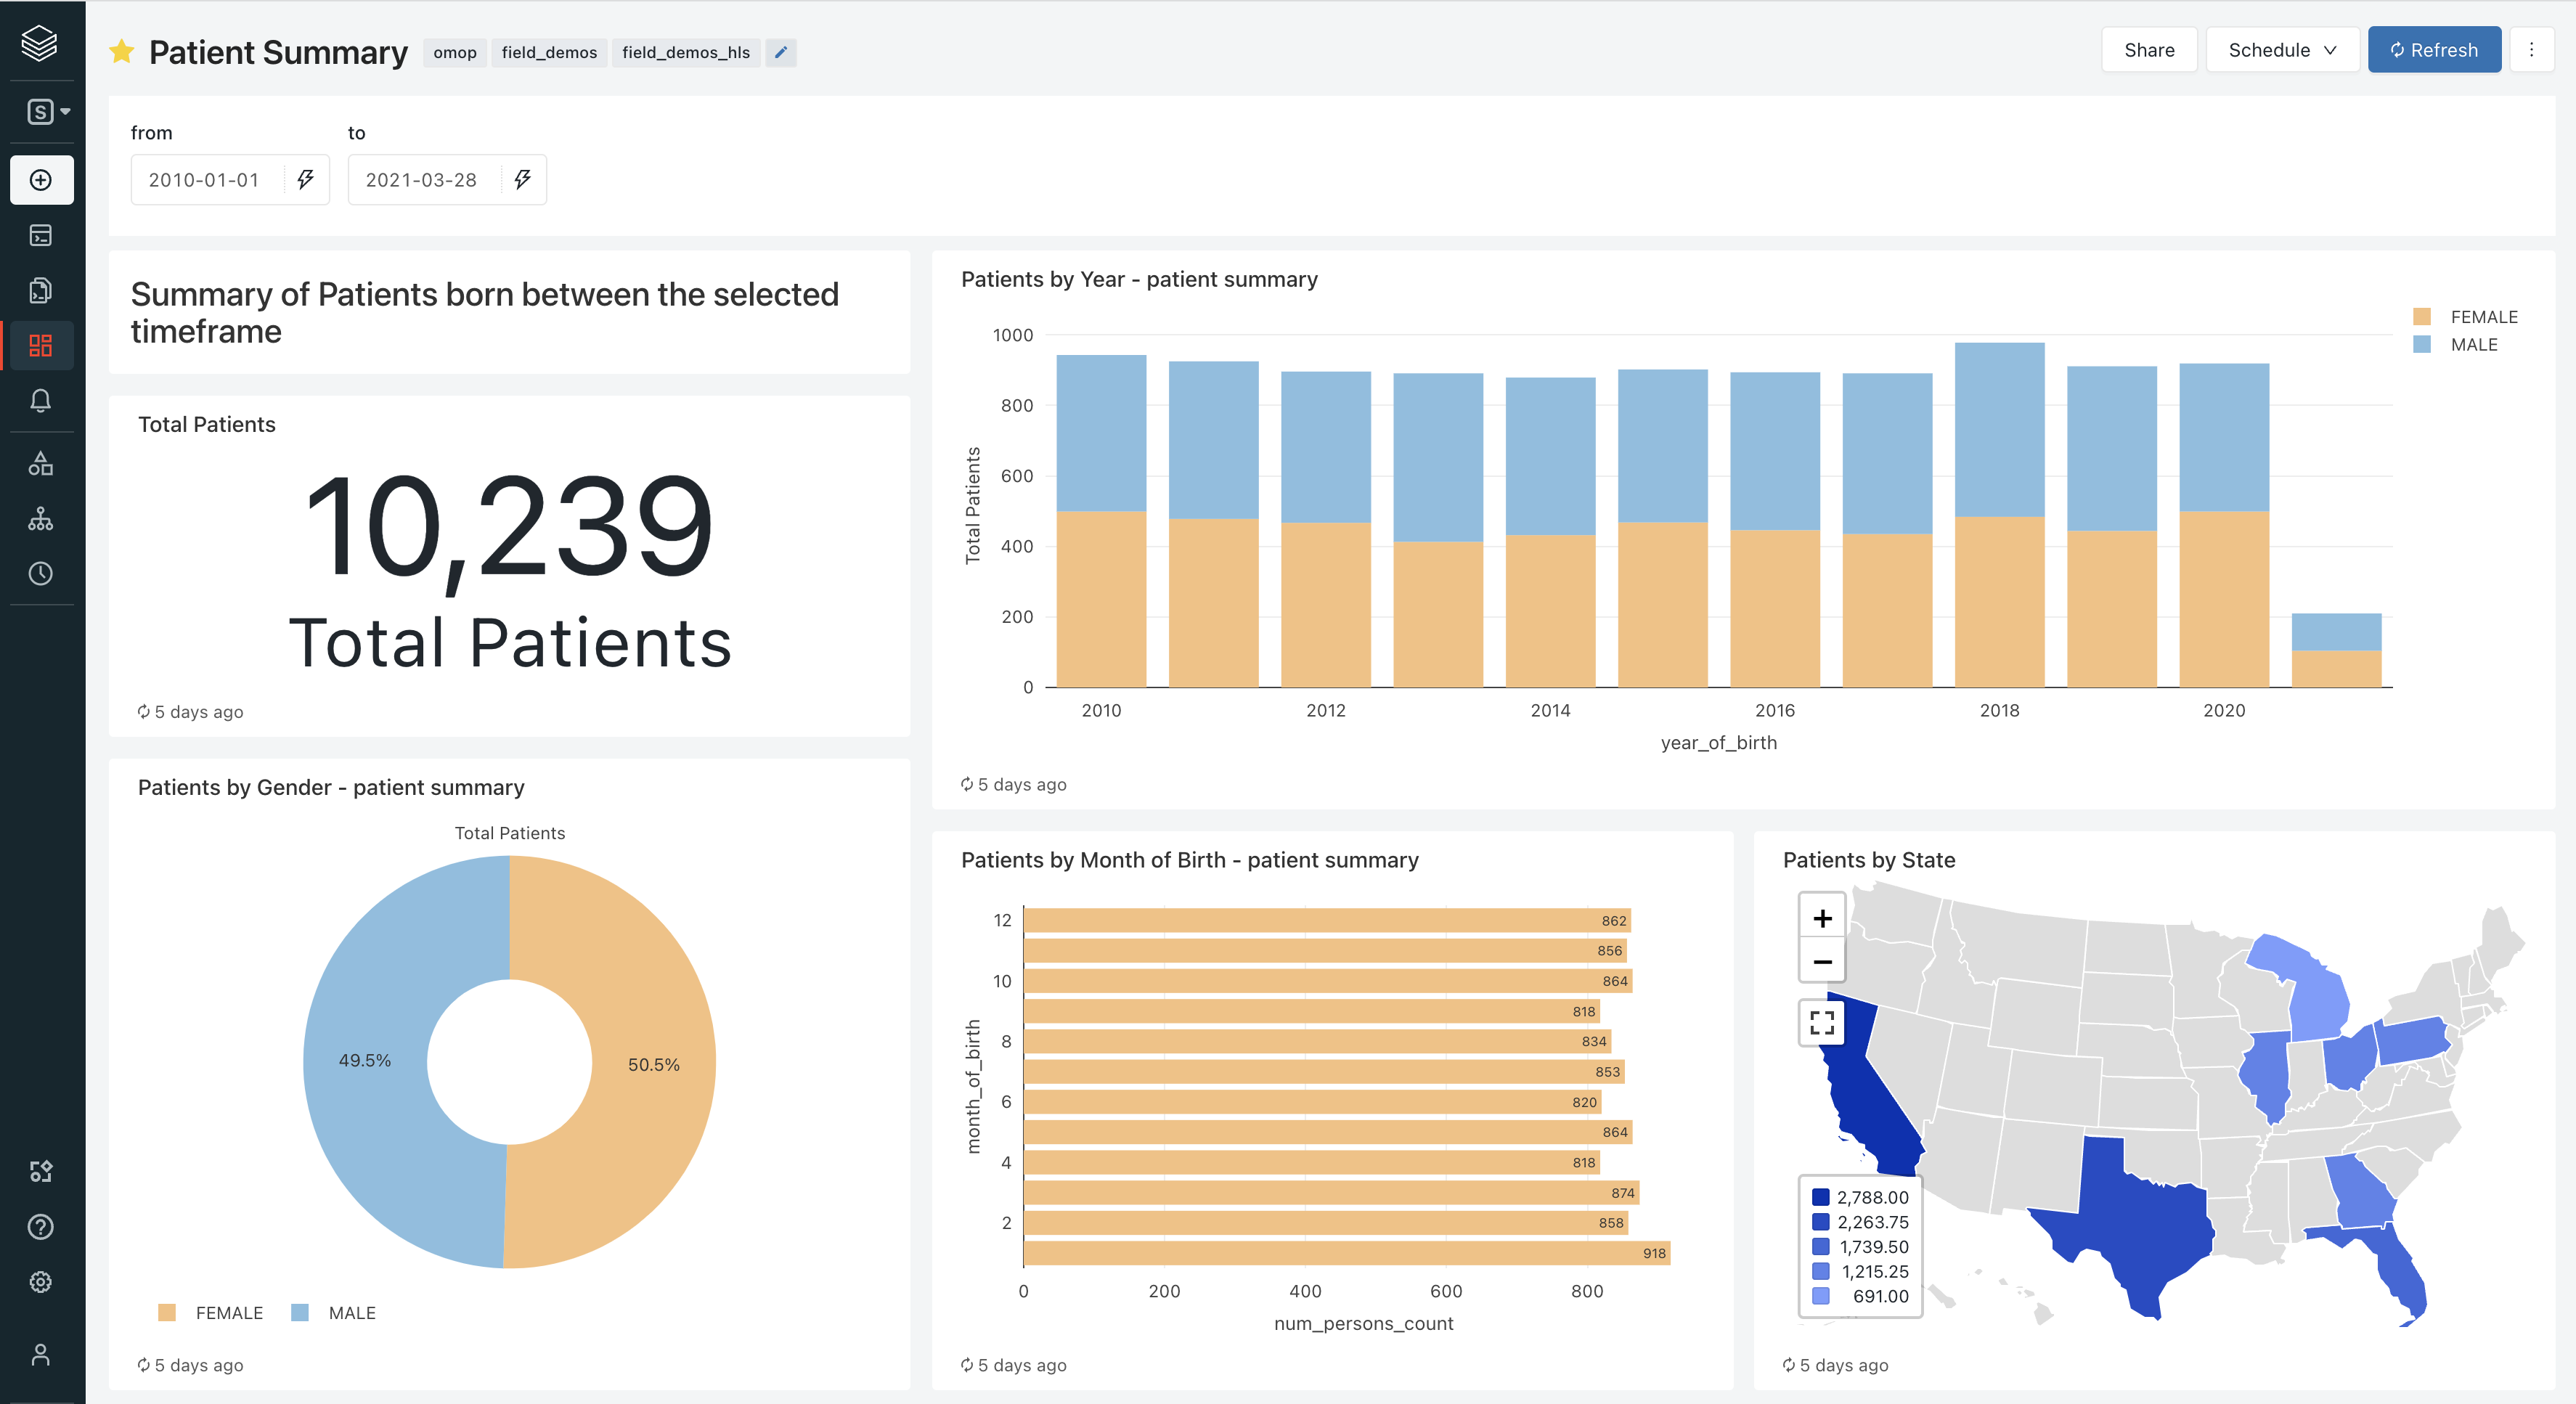 Patient Summary omop field_demos field_demos_hls
Share Schedule Refresh
S
from to
2010-01-01 2021-03-28
Summary of Patients born between the selected
timeframe
Total Patients
10,239
Total Patients
5 days ago
Patients by Year - patient summary
FEMALE
MALE
1000
800
600
400
200
0
Total Patients
2010 2012 2014 2016 2018 2020
year_of_birth
5 days ago
Patients by Gender - patient summary
Total Patients
49.5% 50.5%
FEMALE MALE
5 days ago
Patients by Month of Birth - patient summary
month_of_birth
12 862
856
10 864
818
8 834
853
6 820
864
4 818
874
2 858
918
0 200 400 600 800
num_persons_count
5 days ago
Patients by State
+
−
2,788.00
2,263.75
1,739.50
1,215.25
691.00
5 days ago